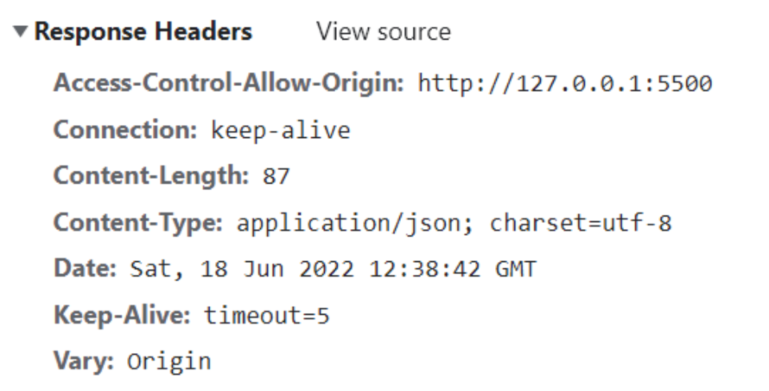 Response Headers View source
Access-Control-Allow-Origin: http://127.0.0.1:5500
Connection: keep-alive
Content-Length: 87
Content-Type: application/json; charset=utf-8
Date: Sat, 18 Jun 2022 12:38:42 GMT
Keep-Alive: timeout=5
Vary: Origin